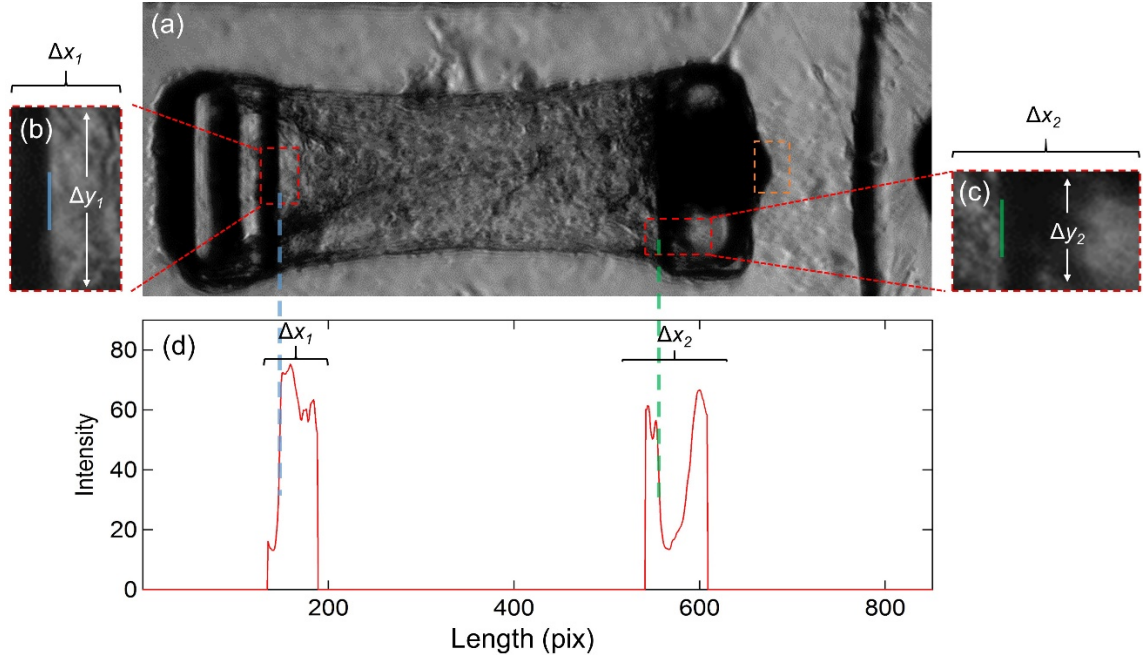 (a)
Δx1
(b)
Δy1
Δx2
(c)
Δy2
(d)
Δx1
Δx2
80
60
40
20
0
Intensity
200
400
600
800
Length (pix)